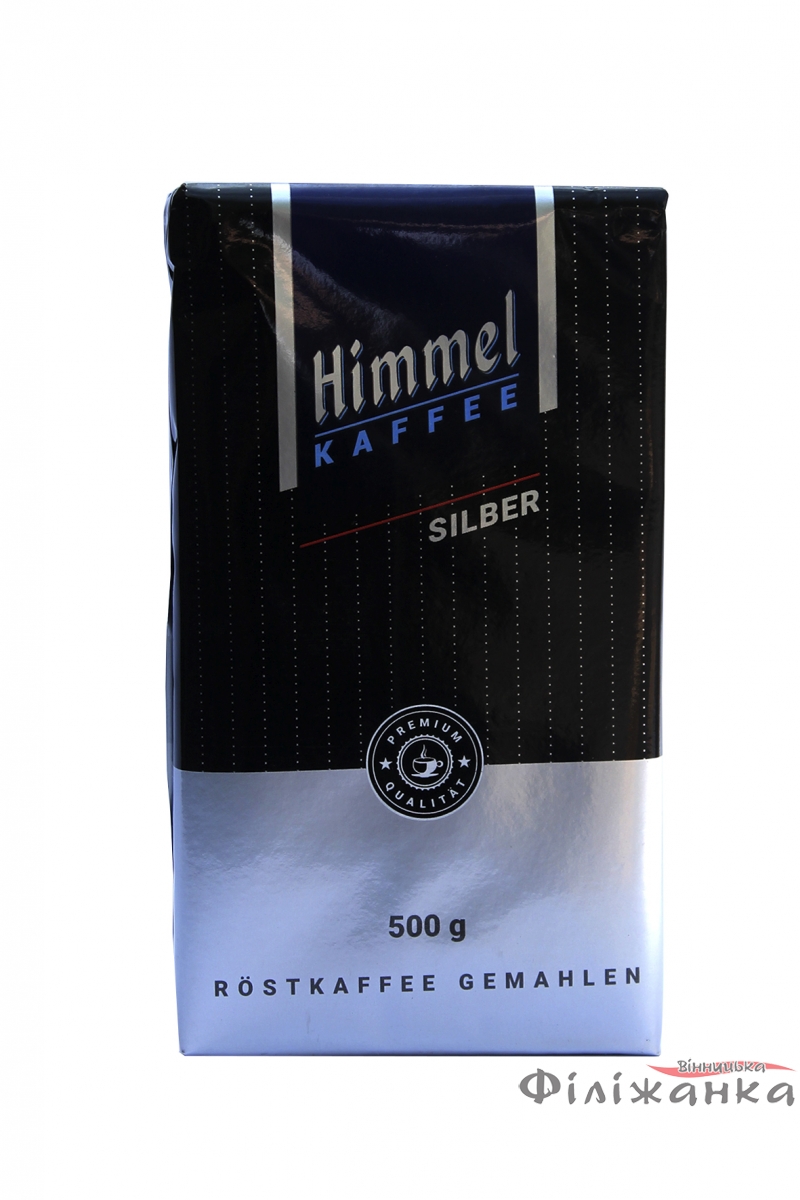 Himmel
KAFFEE
SILBER
PREMIUM
QUALITÄT
500 g
RÖSTKAFFEE GEMAHLEN
Вінницька
Філіжанка